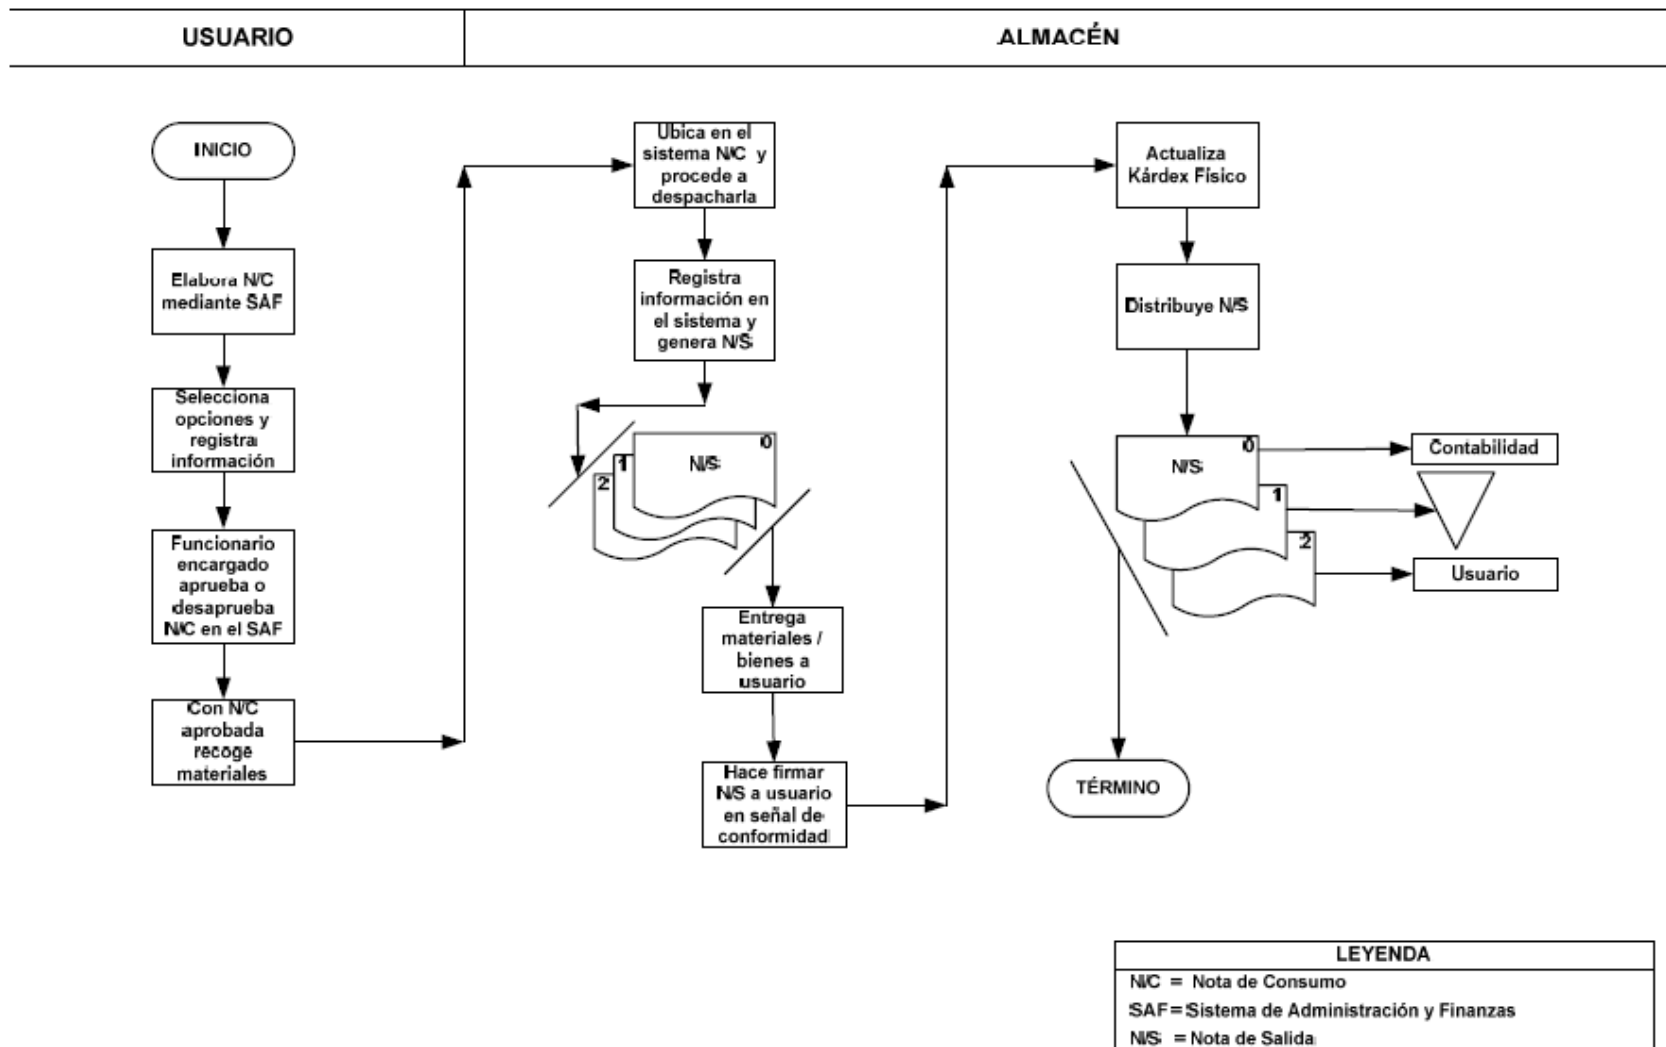 USUARIO
ALMACÉN
INICIO
Elabora N/C
mediante SAF
Selecciona
opciones y
registra
información
Funcionario
encargado
aprueba o
desaprueba
N/C en el SAF
Con N/C
aprobada
recoge
materiales
Ubica en el
sistema N/C y
procede a
despacharla
Registra
información en
el sistema y
genera N/S
0
N/S
1
2
Entrega
materiales /
bienes a
usuario
Hace firmar
N/S a usuario
en señal de
conformidad
Actualiza
Kárdex Físico
Distribuye N/S
0
N/S
1
2
Contabilidad
Usuario
TÉRMINO
LEYENDA
N/C = Nota de Consumo
SAF = Sistema de Administración y Finanzas
N/S = Nota de Salida